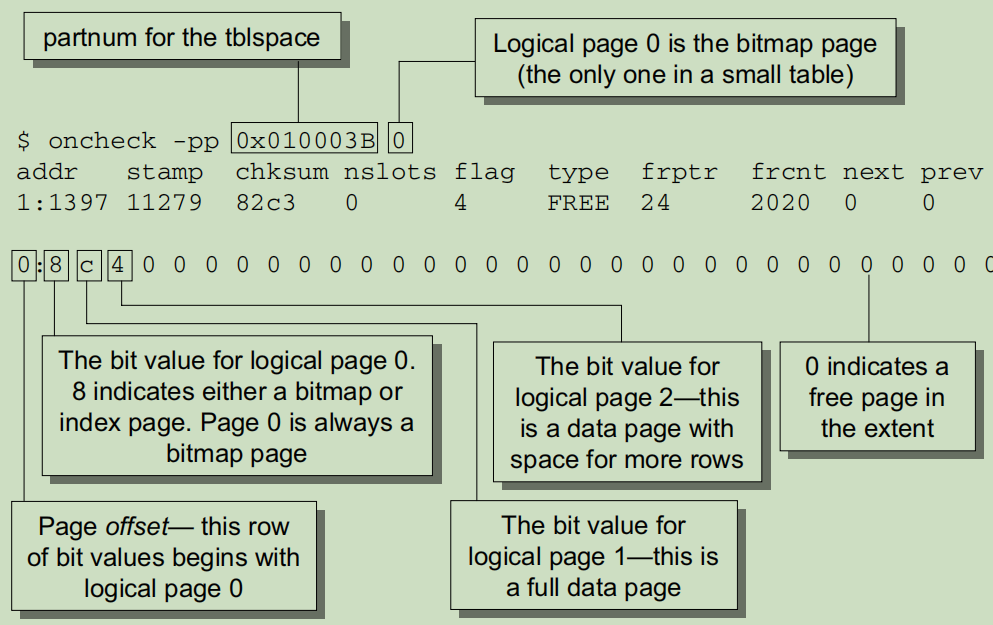 partnum for the tblspace
Logical page 0 is the bitmap page
(the only one in a small table)
$ oncheck -pp 0x010003B 0
addr stamp chksum nslots flag type frptr frcnt next prev
1:1397 11279 82c3 0 4 FREE 24 2020 0 0
0:8 c 4 0 0 0 0 0 0 0 0 0 0 0 0 0 0 0 0 0 0 0 0 0 0 0 0 0 0 0 0
The bit value for logical page 0.
8 indicates either a bitmap or
index page. Page 0 is always a
bitmap page
The bit value for
logical page 2—this
is a data page with
space for more rows
0 indicates a
free page in
the extent
Page offset— this row
of bit values begins with
logical page 0
The bit value for
logical page 1—this is
a full data page